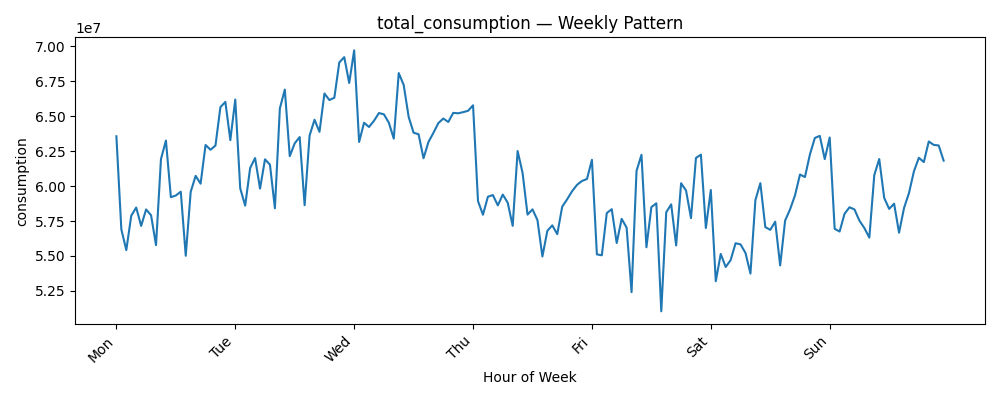 total_consumption — Weekly Pattern
1e7
7.00
6.75
6.50
6.25
6.00
5.75
5.50
5.25
consumption
Mon
Tue
Wed
Thu
Fri
Sat
Sun
Hour of Week